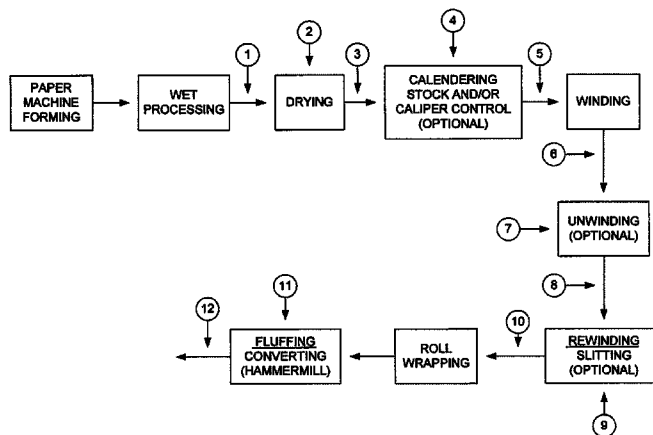 4
2
1
3
5
PAPER
MACHINE
FORMING
WET
PROCESSING
DRYING
CALENDERING
STOCK AND/OR
CALIPER CONTROL
(OPTIONAL)
WINDING
6
7
UNWINDING
(OPTIONAL)
8
11
12
10
FLUFFING
CONVERTING
(HAMMERMILL)
ROLL
WRAPPING
REWINDING
SLITTING
(OPTIONAL)
9